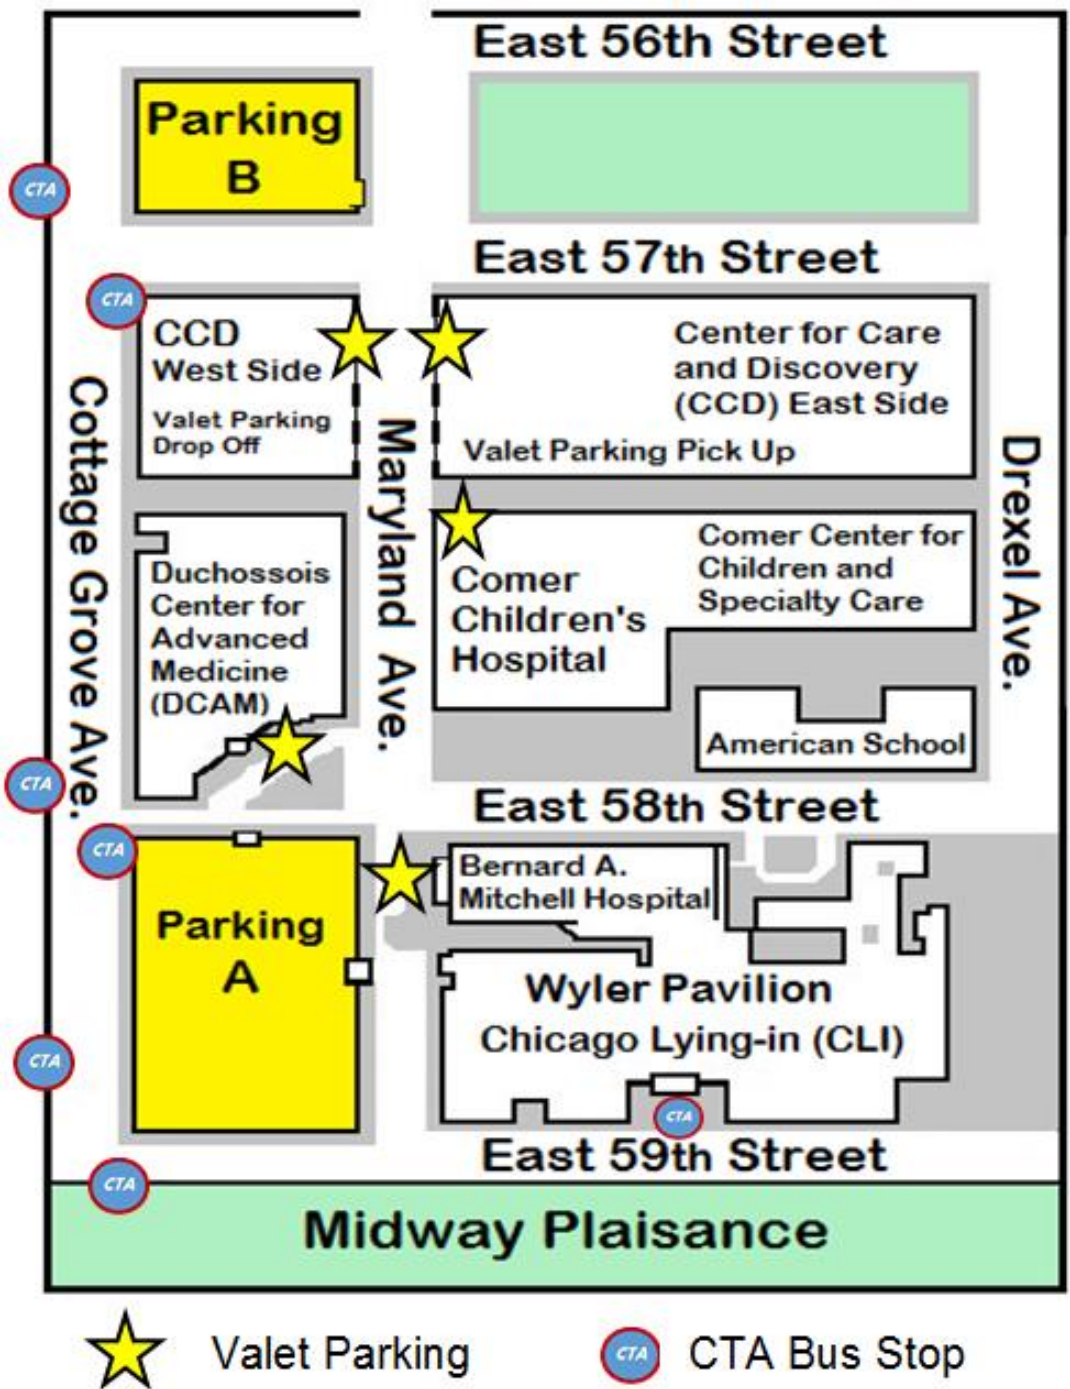 East 56th Street
Parking
B
CTA
East 57th Street
CTA
CCD
West Side
Valet Parking
Drop Off
Center for Care
and Discovery
(CCD) East Side
Valet Parking Pick Up
Cottage Grove Ave.
Maryland Ave.
Drexel Ave.
Duchossois
Center for
Advanced
Medicine
(DCAM)
Comer
Children's
Hospital
Comer Center for
Children and
Specialty Care
American School
CTA
East 58th Street
CTA
Parking
A
Bernard A.
Mitchell Hospital
Wyler Pavilion
Chicago Lying-in (CLI)
CTA
CTA
East 59th Street
CTA
Midway Plaisance
Valet Parking
CTA
CTA Bus Stop